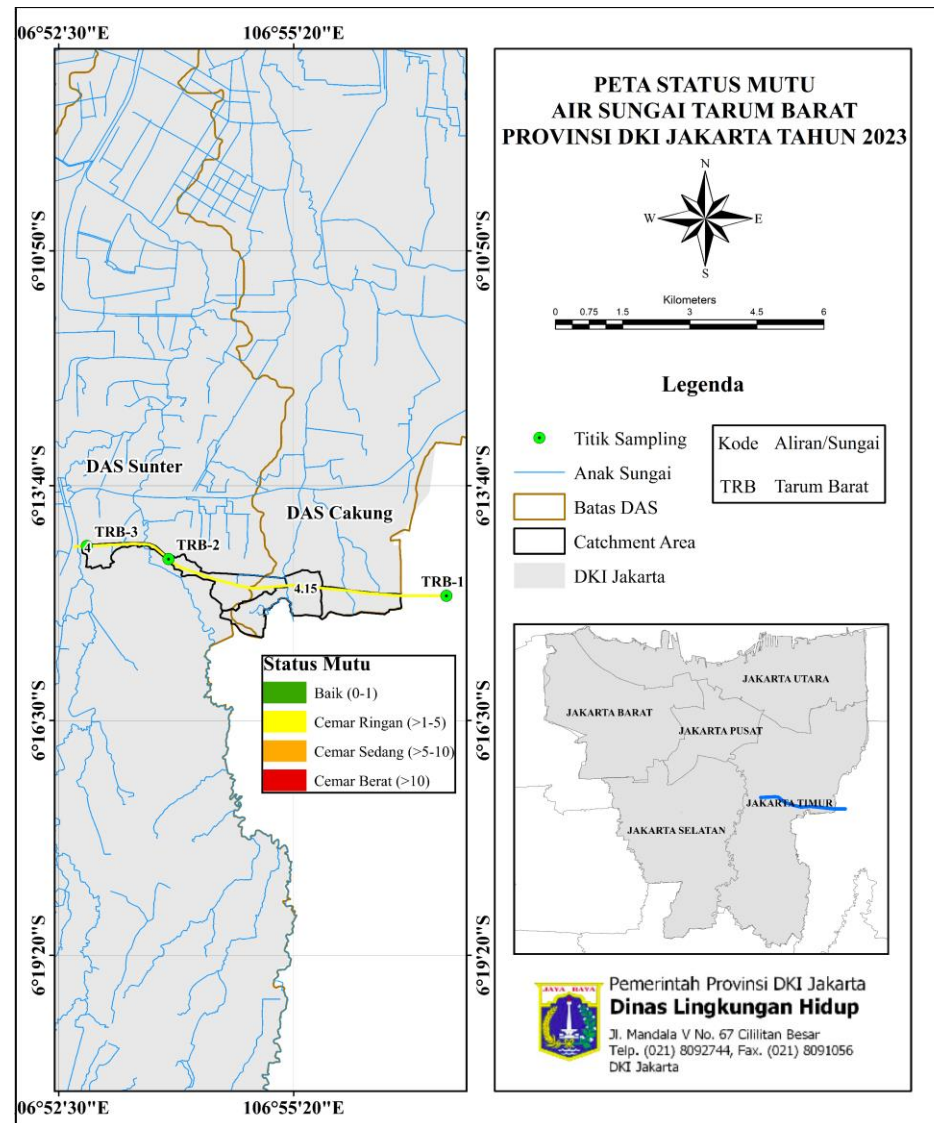 06°52'30"E
106°55'20"E
6°10'50"S
6°10'50"S
DAS Sunter
6°13'40"S
6°13'40"S
DAS Cakung
TRB-3
4
TRB-2
TRB-1
4.15
Status Mutu
Baik (0-1)
Cemar Ringan (>1-5)
Cemar Sedang (>5-10)
Cemar Berat (>10)
6°16'30"S
6°16'30"S
6°19'20"S
6°19'20"S
06°52'30"E
106°55'20"E
PETA STATUS MUTU
AIR SUNGAI TARUM BARAT
PROVINSI DKI JAKARTA TAHUN 2023
N
W
E
S
Kilometers
0 0.75 1.5 3 4.5 6
Legenda
Titik Sampling
Anak Sungai
Batas DAS
Catchment Area
DKI Jakarta
Kode Aliran/Sungai
TRB Tarum Barat
JAKARTA UTARA
JAKARTA BARAT
JAKARTA PUSAT
JAKARTA TIMUR
JAKARTA SELATAN
JAYA RAYA
Pemerintah Provinsi DKI Jakarta
Dinas Lingkungan Hidup
Jl. Mandala V No. 67 Cililitan Besar
Telp. (021) 8092744, Fax. (021) 8091056
DKI Jakarta